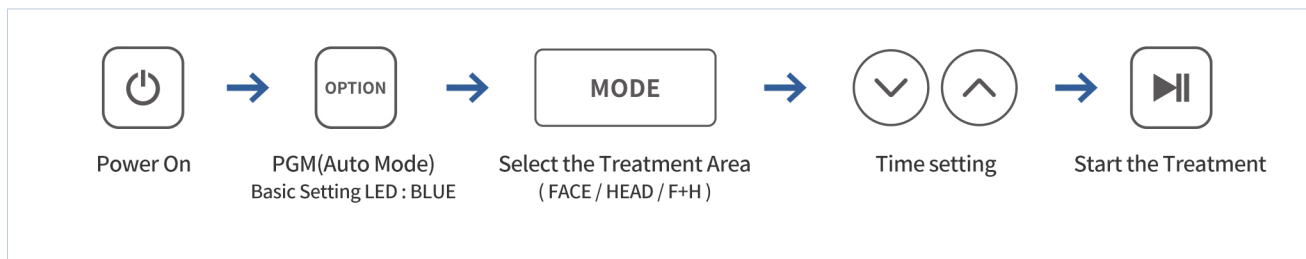 OPTION
MODE
Power On
PGM(Auto Mode)
Basic Setting LED : BLUE
Select the Treatment Area
( FACE / HEAD / F+H )
Time setting
Start the Treatment